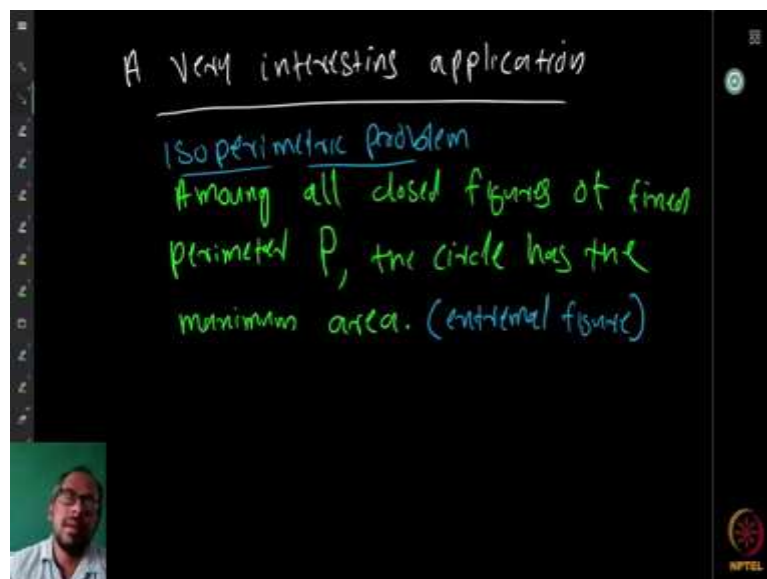 A very interesting application
Isoperimetric problem
Among all closed figures of fixed
perimeter P, the circle has the
maximum area. (extremal figure)
NPTEL